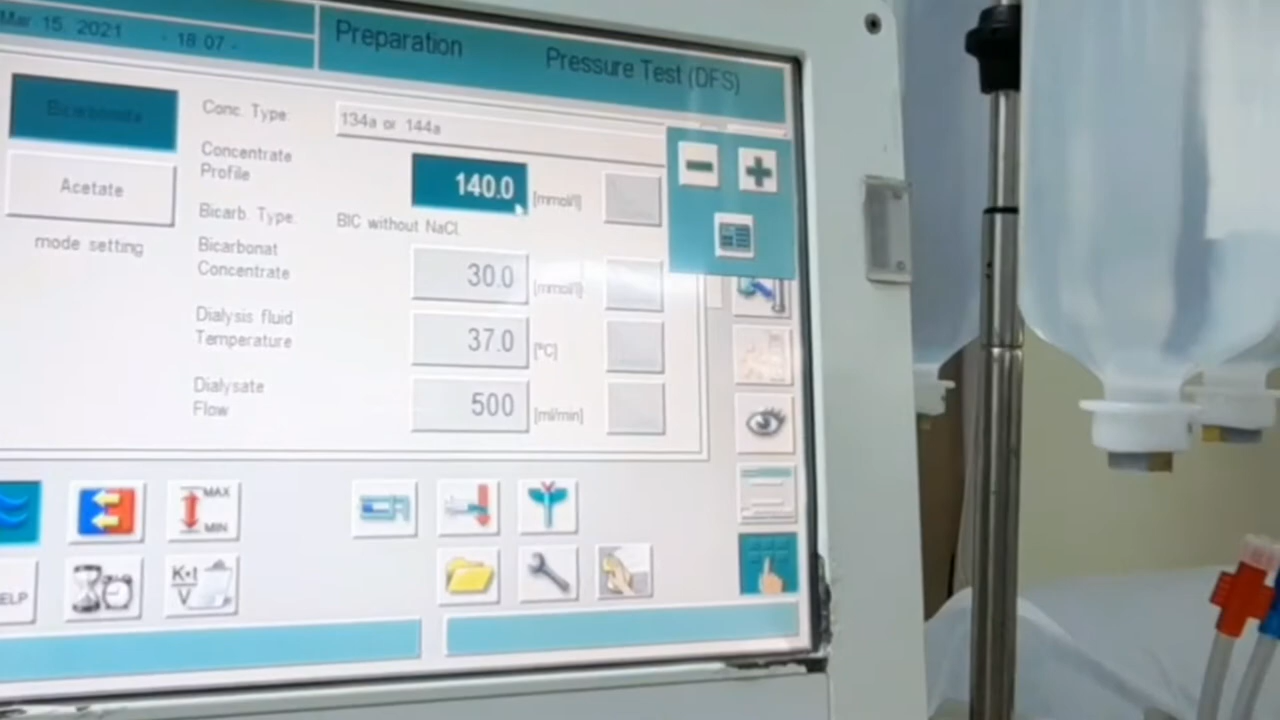 Mar 15. 2021 - 18:07 -
Preparation
Pressure Test (DFS)
Bicarbonate
Conc. Type:
134a or 144a
Concentrate
Profile
140.0 [mmol/l]
Acetate
Bicarb. Type:
BIC without NaCl.
mode setting
Bicarbonat
Concentrate
30.0 [mmol/l]
Dialysis fluid
Temperature
37.0 [°C]
Dialysate
Flow
500 [ml/min]
MAX
MIN
ELP
K•t
V